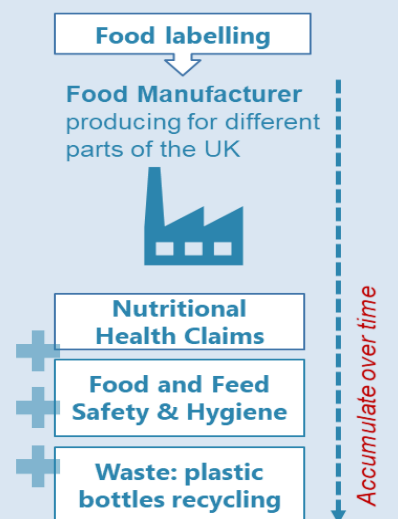 Food labelling
Food Manufacturer
producing for different
parts of the UK
Nutritional
Health Claims
Food and Feed
Safety & Hygiene
Waste: plastic
bottles recycling
Accumulate over time